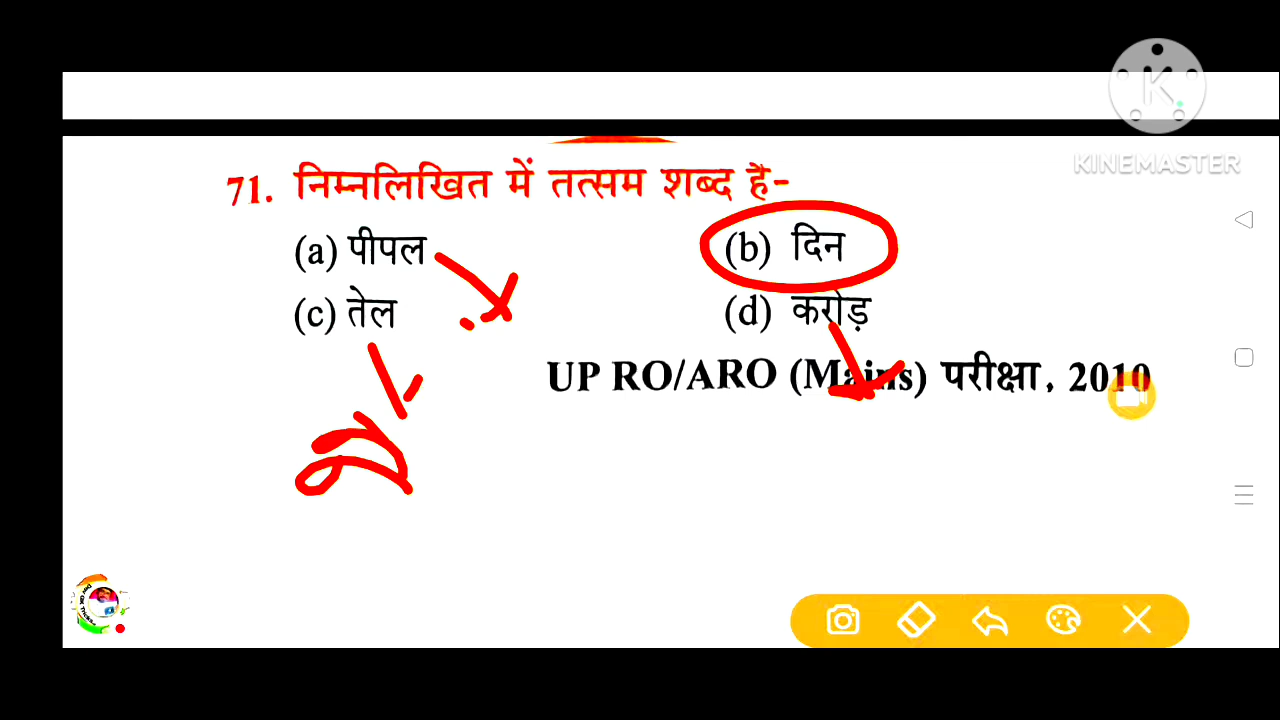 KINEMASTER
71. निम्नलिखित में तत्सम शब्द है-
(a) पीपल (b) दिन
(c) तेल (d) करोड़
UP RO/ARO (Mains) परीक्षा, 2010